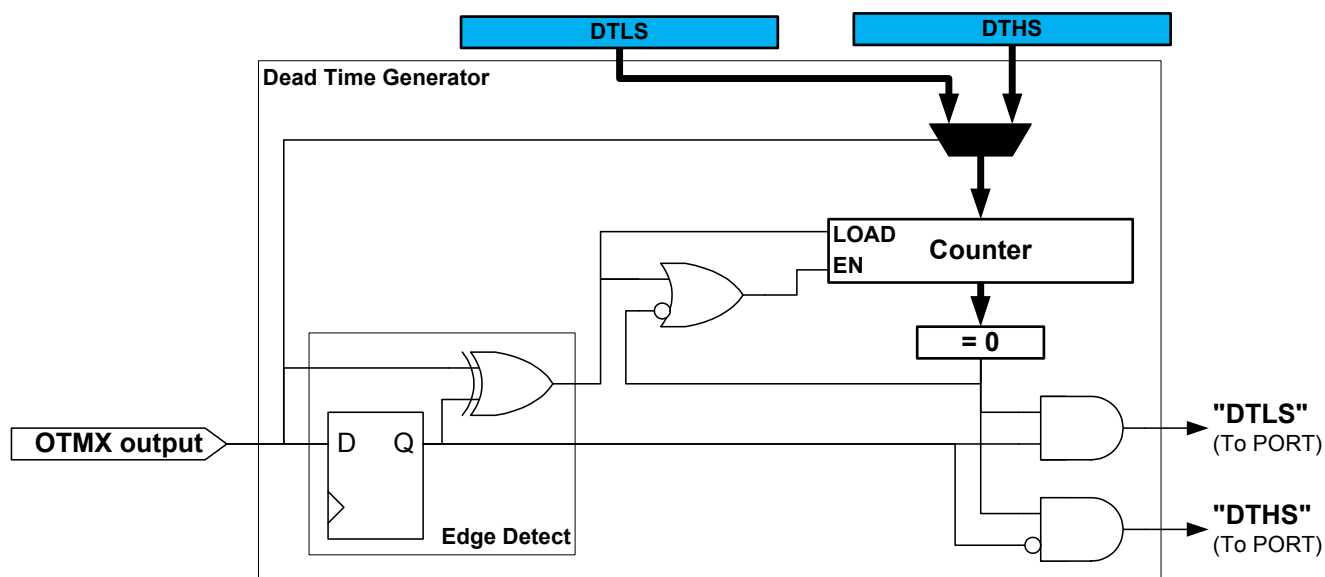 DTLS
DTHS
Dead Time Generator
LOAD
EN
Counter
= 0
OTMX output
D
Q
Edge Detect
"DTLS"
(To PORT)
"DTHS"
(To PORT)